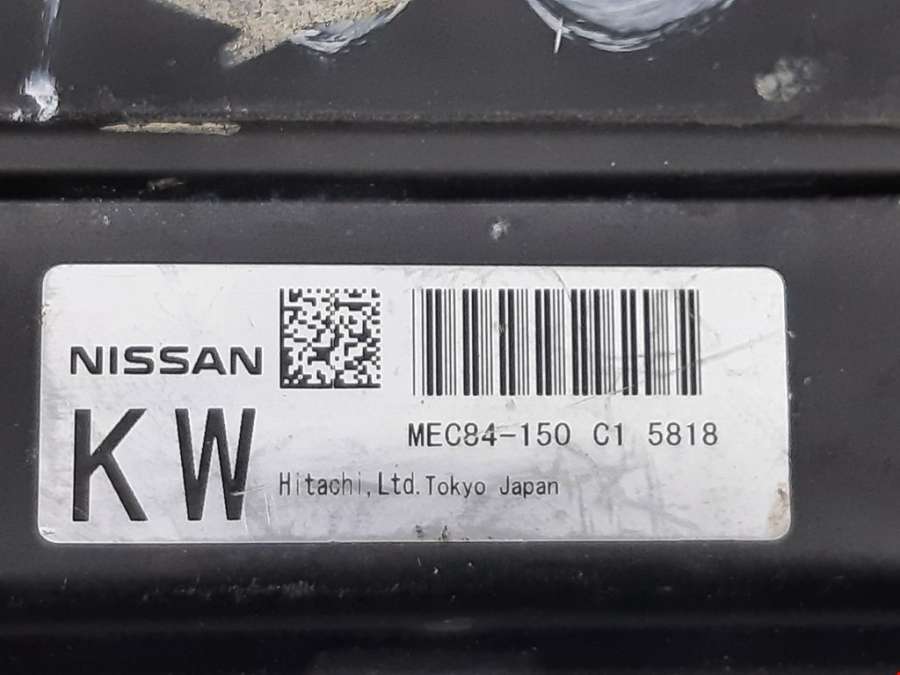 NISSAN
KW
MEC84-150 C1 5818
Hitachi,Ltd.Tokyo Japan